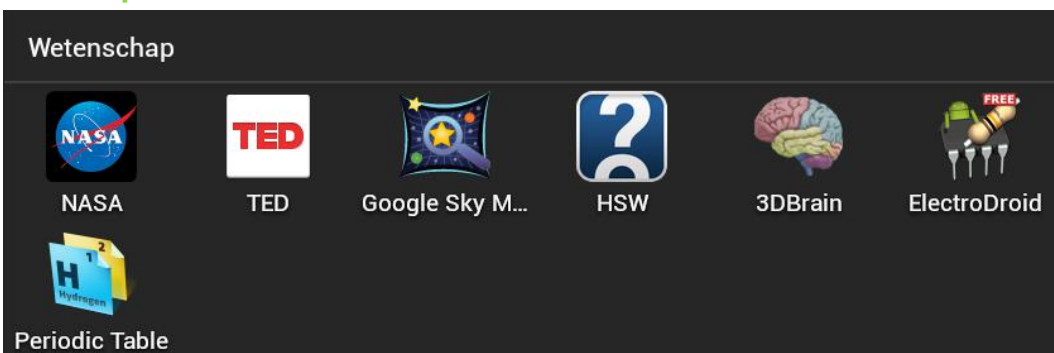 Wetenschap
NASA
TED
?
FREE
NASA
TED
Google Sky M...
HSW
3DBrain
ElectroDroid
1
2
H
Hydrogen
Periodic Table